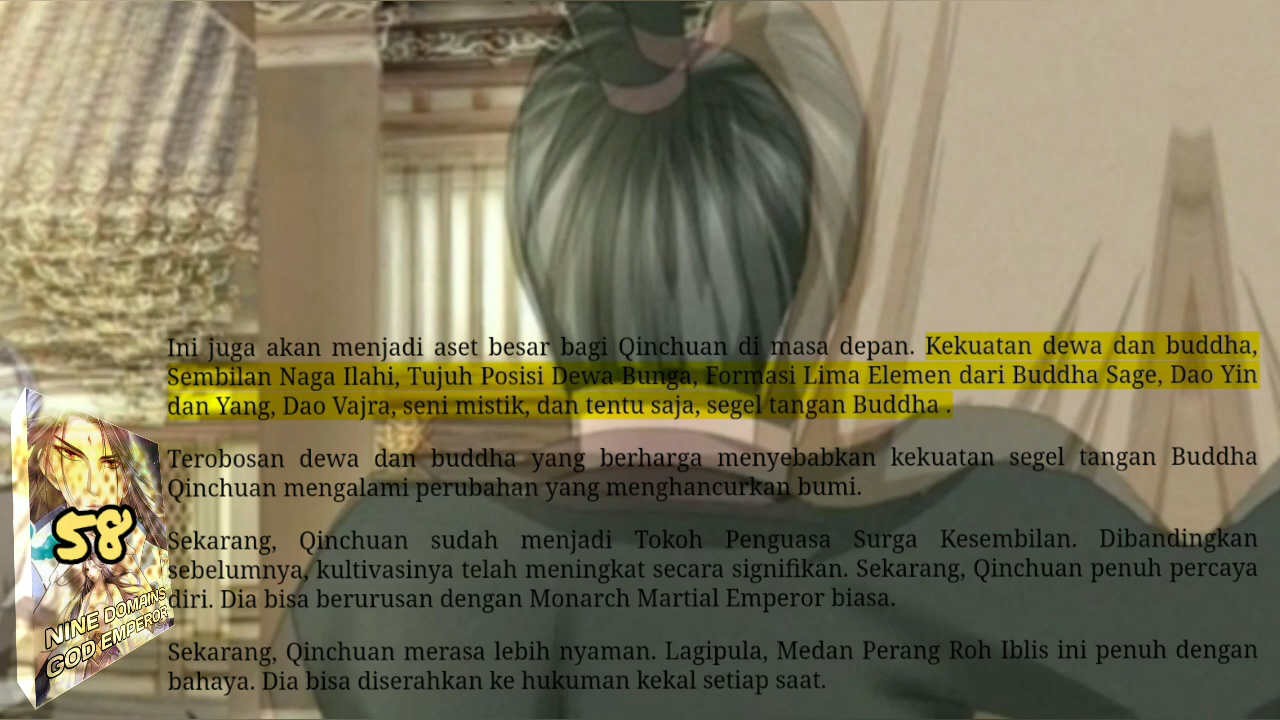 Ini juga akan menjadi aset besar bagi Qinchuan di masa depan. Kekuatan dewa dan buddha,
Sembilan Naga Ilahi, Tujuh Posisi Dewa Bunga, Formasi Lima Elemen dari Buddha Sage, Dao Yin
dan Yang, Dao Vajra, seni mistik, dan tentu saja, segel tangan Buddha .
Terobosan dewa dan buddha yang berharga menyebabkan kekuatan segel tangan Buddha
Qinchuan mengalami perubahan yang menghancurkan bumi.
Sekarang, Qinchuan sudah menjadi Tokoh Penguasa Surga Kesembilan. Dibandingkan
sebelumnya, kultivasinya telah meningkat secara signifikan. Sekarang, Qinchuan penuh percaya
diri. Dia bisa berurusan dengan Monarch Martial Emperor biasa.
Sekarang, Qinchuan merasa lebih nyaman. Lagipula, Medan Perang Roh Iblis ini penuh dengan
bahaya. Dia bisa diserahkan ke hukuman kekal setiap saat.
58
NINE DOMAINS
GOD EMPEROR